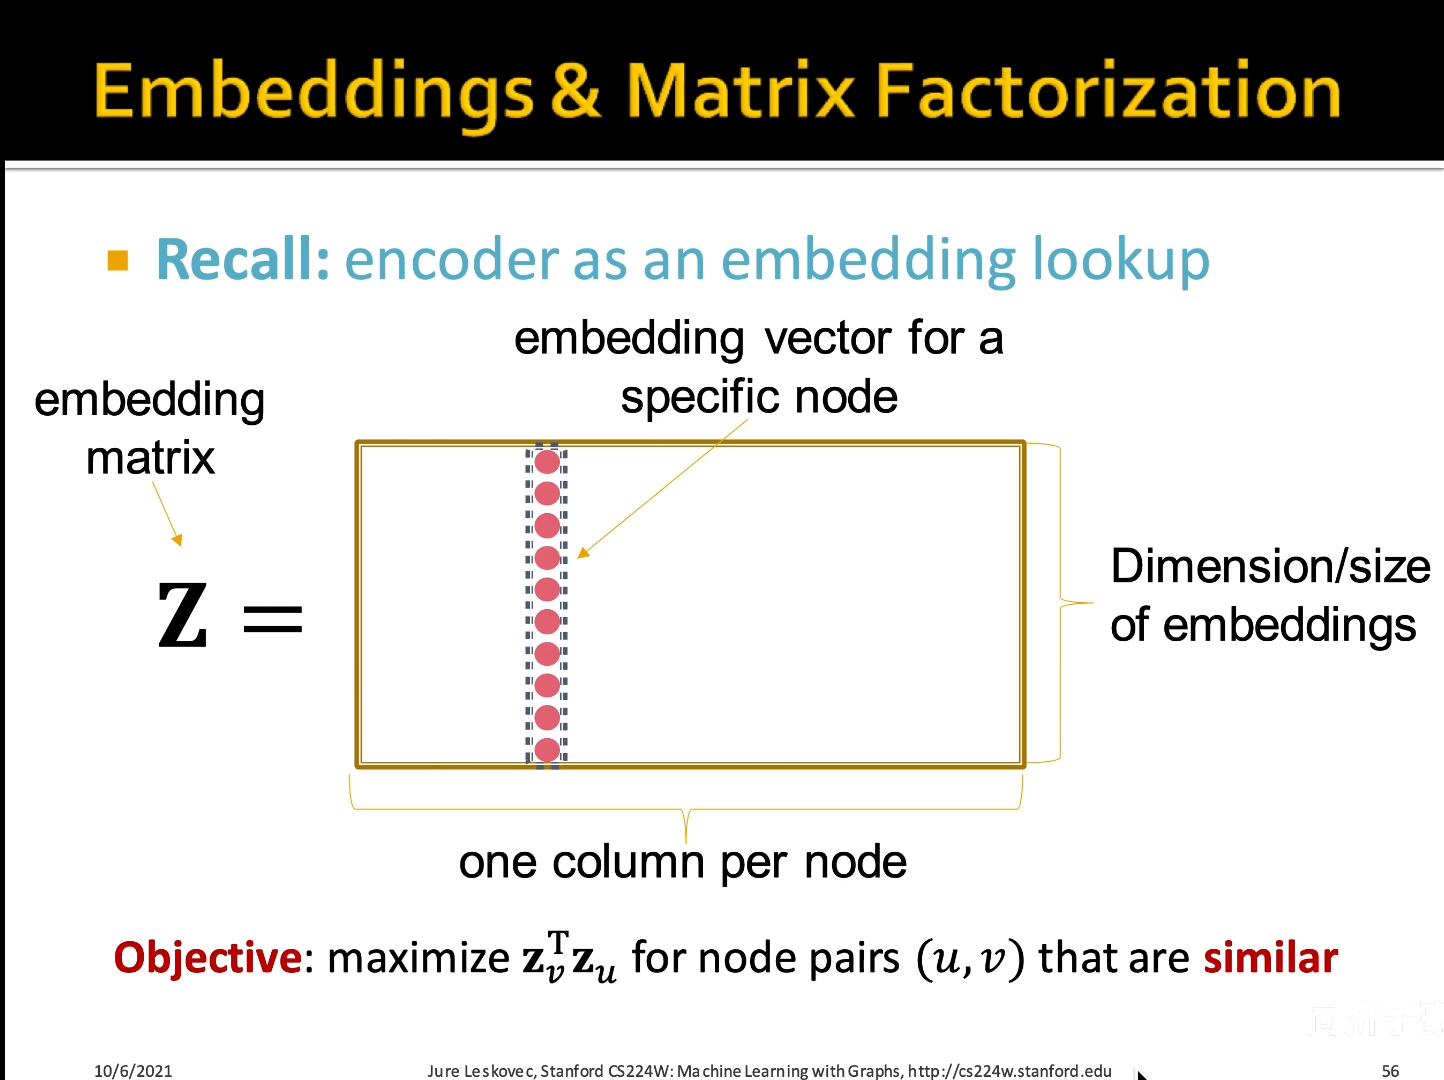 Embeddings & Matrix Factorization
Recall: encoder as an embedding lookup
embedding vector for a
specific node
embedding
matrix
Z =
Dimension/size
of embeddings
one column per node
Objective: maximize $\mathbf{z}_v^{\mathrm{T}}\mathbf{z}_u$ for node pairs $(u, v)$ that are similar
10/6/2021
Jure Leskovec, Stanford CS224W: Machine Learning with Graphs, http://cs224w.stanford.edu
56